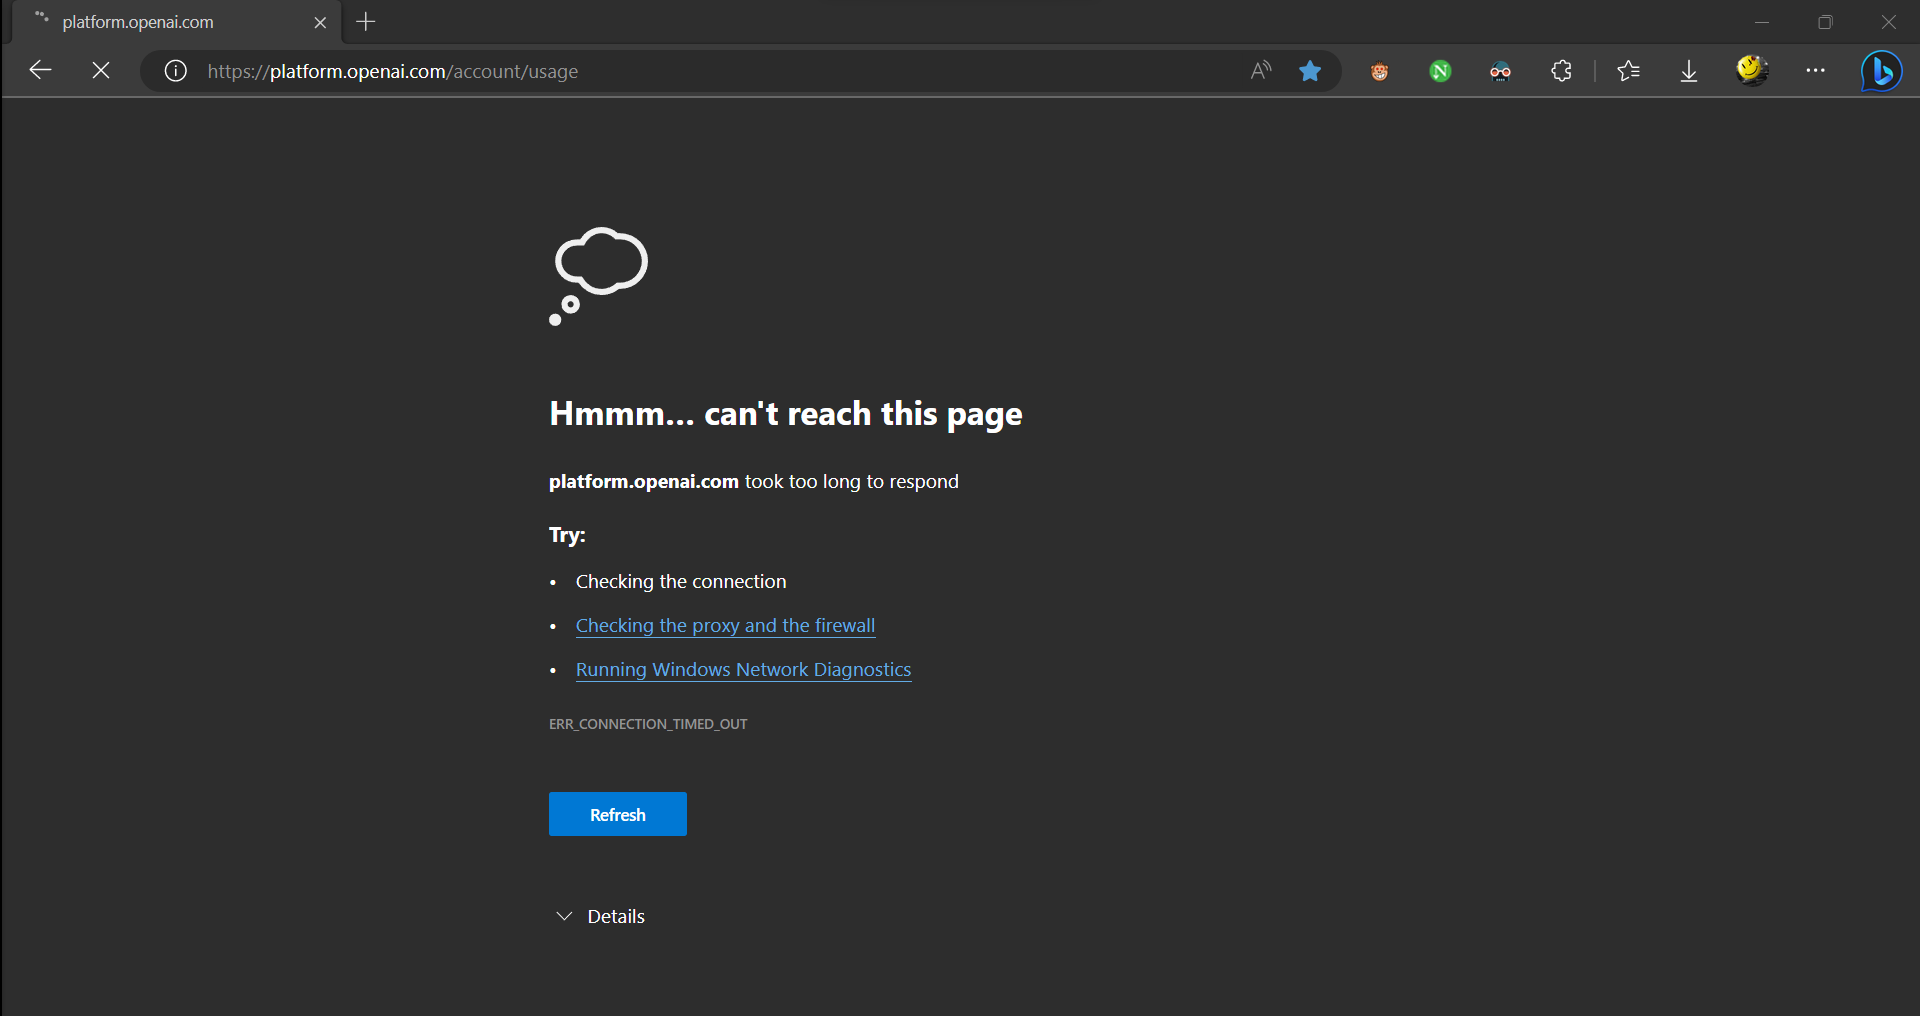 platform.openai.com
https://platform.openai.com/account/usage
Hmmm... can't reach this page
platform.openai.com took too long to respond
Try:
• Checking the connection
• Checking the proxy and the firewall
• Running Windows Network Diagnostics
ERR_CONNECTION_TIMED_OUT
Refresh
Details